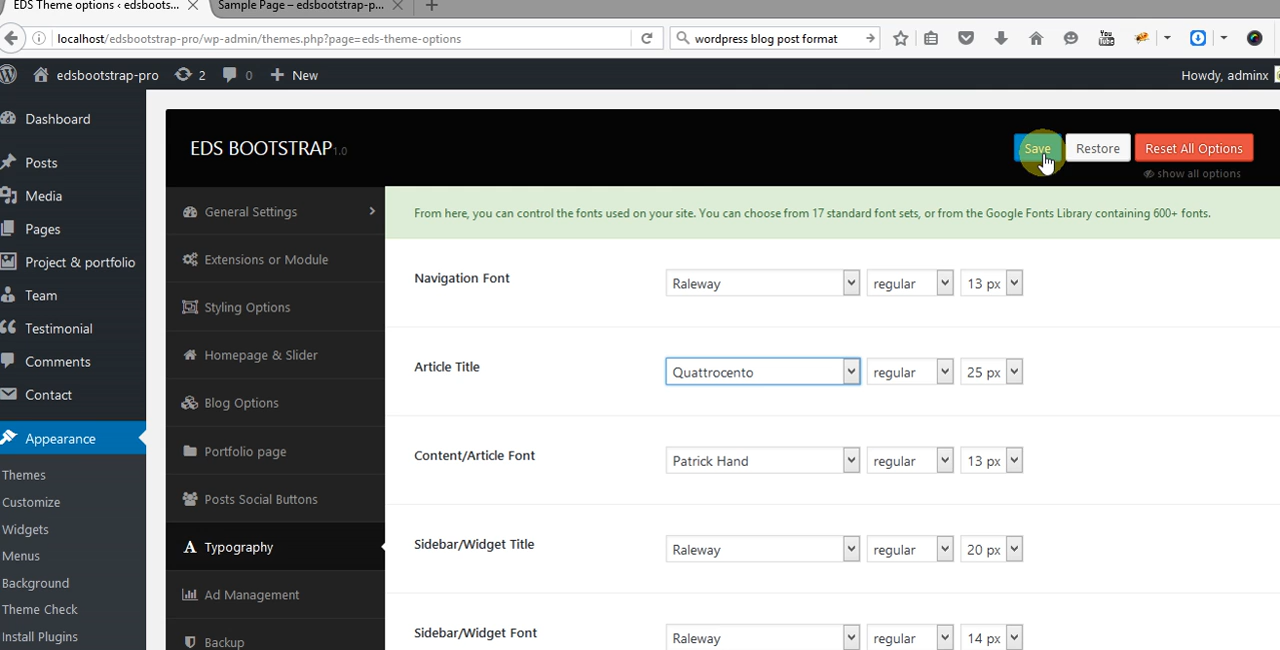 EDS Theme options ‹ edsboots...
Sample Page – edsbootstrap-p...
localhost/edsbootstrap-pro/wp-admin/themes.php?page=eds-theme-options
wordpress blog post format
You Tube
edsbootstrap-pro
2
0
New
Howdy, adminx
Dashboard
Posts
Media
Pages
Project & portfolio
Team
Testimonial
Comments
Contact
Appearance
Themes
Customize
Widgets
Menus
Background
Theme Check
Install Plugins
EDS BOOTSTRAP1.0
Save
Restore
Reset All Options
show all options
General Settings
Extensions or Module
Styling Options
Homepage & Slider
Blog Options
Portfolio page
Posts Social Buttons
Typography
Ad Management
Backup
From here, you can control the fonts used on your site. You can choose from 17 standard font sets, or from the Google Fonts Library containing 600+ fonts.
Navigation Font
Raleway
regular
13 px
Article Title
Quattrocento
regular
25 px
Content/Article Font
Patrick Hand
regular
13 px
Sidebar/Widget Title
Raleway
regular
20 px
Sidebar/Widget Font
Raleway
regular
14 px